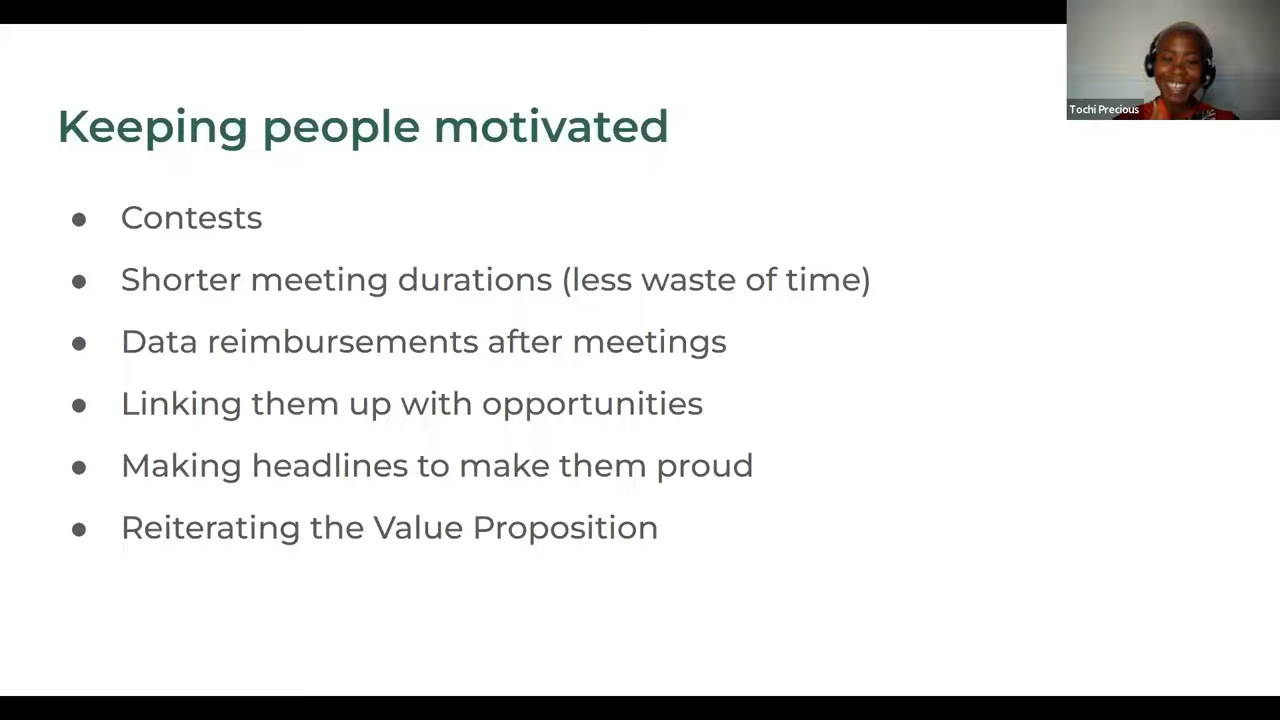 Keeping people motivated
● Contests
● Shorter meeting durations (less waste of time)
● Data reimbursements after meetings
● Linking them up with opportunities
● Making headlines to make them proud
● Reiterating the Value Proposition
Tochi Precious